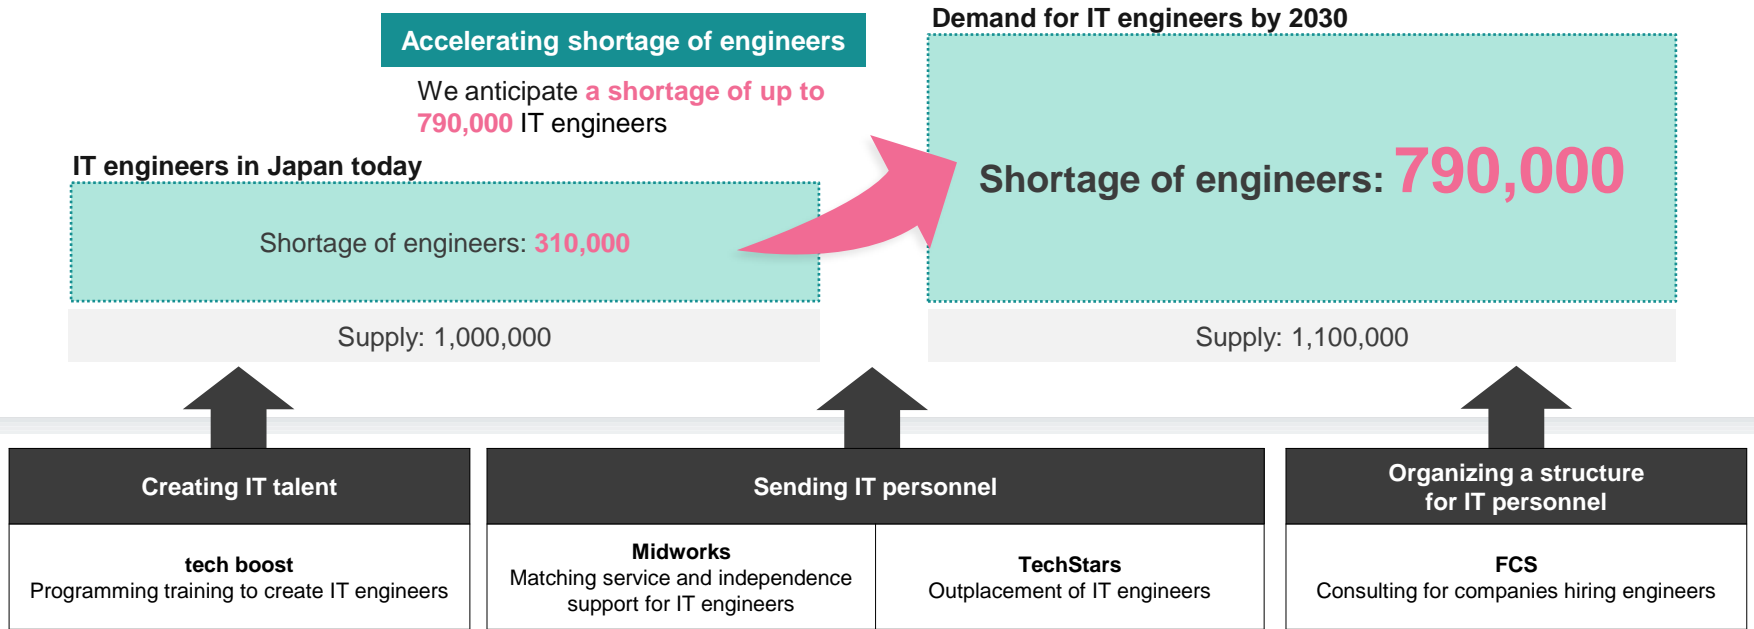 Accelerating shortage of engineers
We anticipate a shortage of up to
790,000 IT engineers
IT engineers in Japan today
Shortage of engineers: 310,000
Supply: 1,000,000
Demand for IT engineers by 2030
Shortage of engineers: 790,000
Supply: 1,100,000
Creating IT talent
tech boost
Programming training to create IT engineers
Sending IT personnel
Midworks
Matching service and independence
support for IT engineers
TechStars
Outplacement of IT engineers
Organizing a structure
for IT personnel
FCS
Consulting for companies hiring engineers